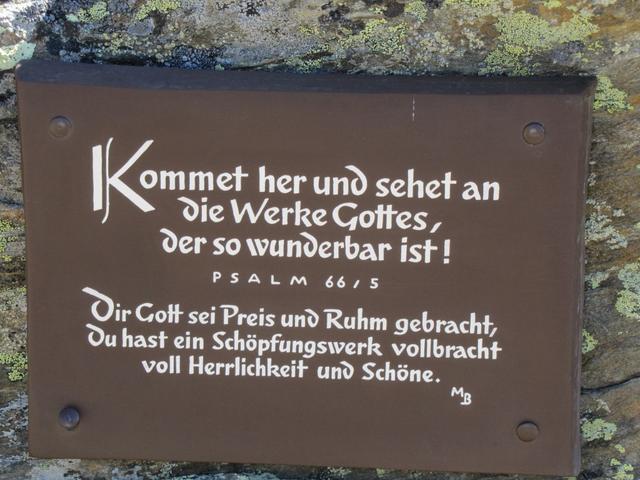 Kommet her und sehet an
die Werke Gottes,
der so wunderbar ist!
PSALM 66/5
Dir Gott sei Preis und Ruhm gebracht,
Du hast ein Schöpfungswerk vollbracht
voll Herrlichkeit und Schöne.
MB